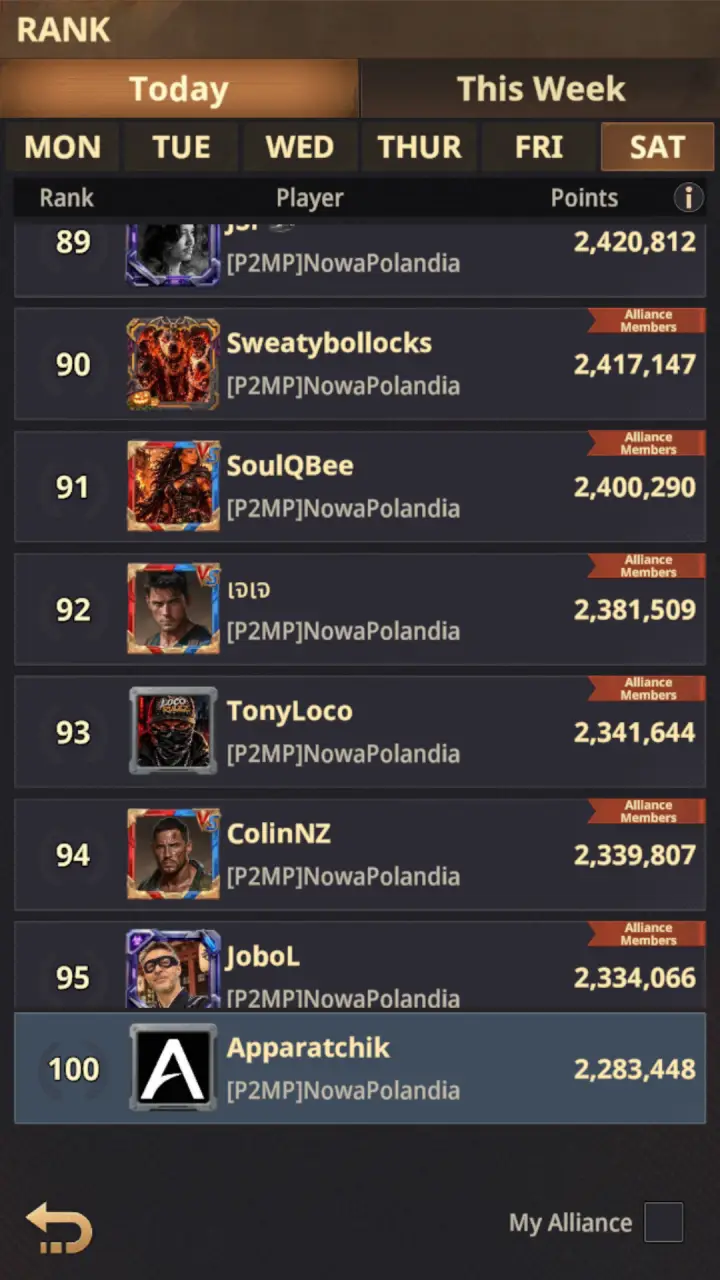 RANK
Today
This Week
MON
TUE
WED
THUR
FRI
SAT
Rank
Player
Points
89
[P2MP]NowaPolandia
2,420,812
Alliance
Members
90
Sweatybollocks
[P2MP]NowaPolandia
2,417,147
Alliance
Members
91
SoulQBee
[P2MP]NowaPolandia
2,400,290
Alliance
Members
92
เจเจ
[P2MP]NowaPolandia
2,381,509
Alliance
Members
93
TonyLoco
[P2MP]NowaPolandia
2,341,644
Alliance
Members
94
ColinNZ
[P2MP]NowaPolandia
2,339,807
Alliance
Members
95
JoboL
[P2MP]NowaPolandia
2,334,066
100
Apparatchik
[P2MP]NowaPolandia
2,283,448
My Alliance